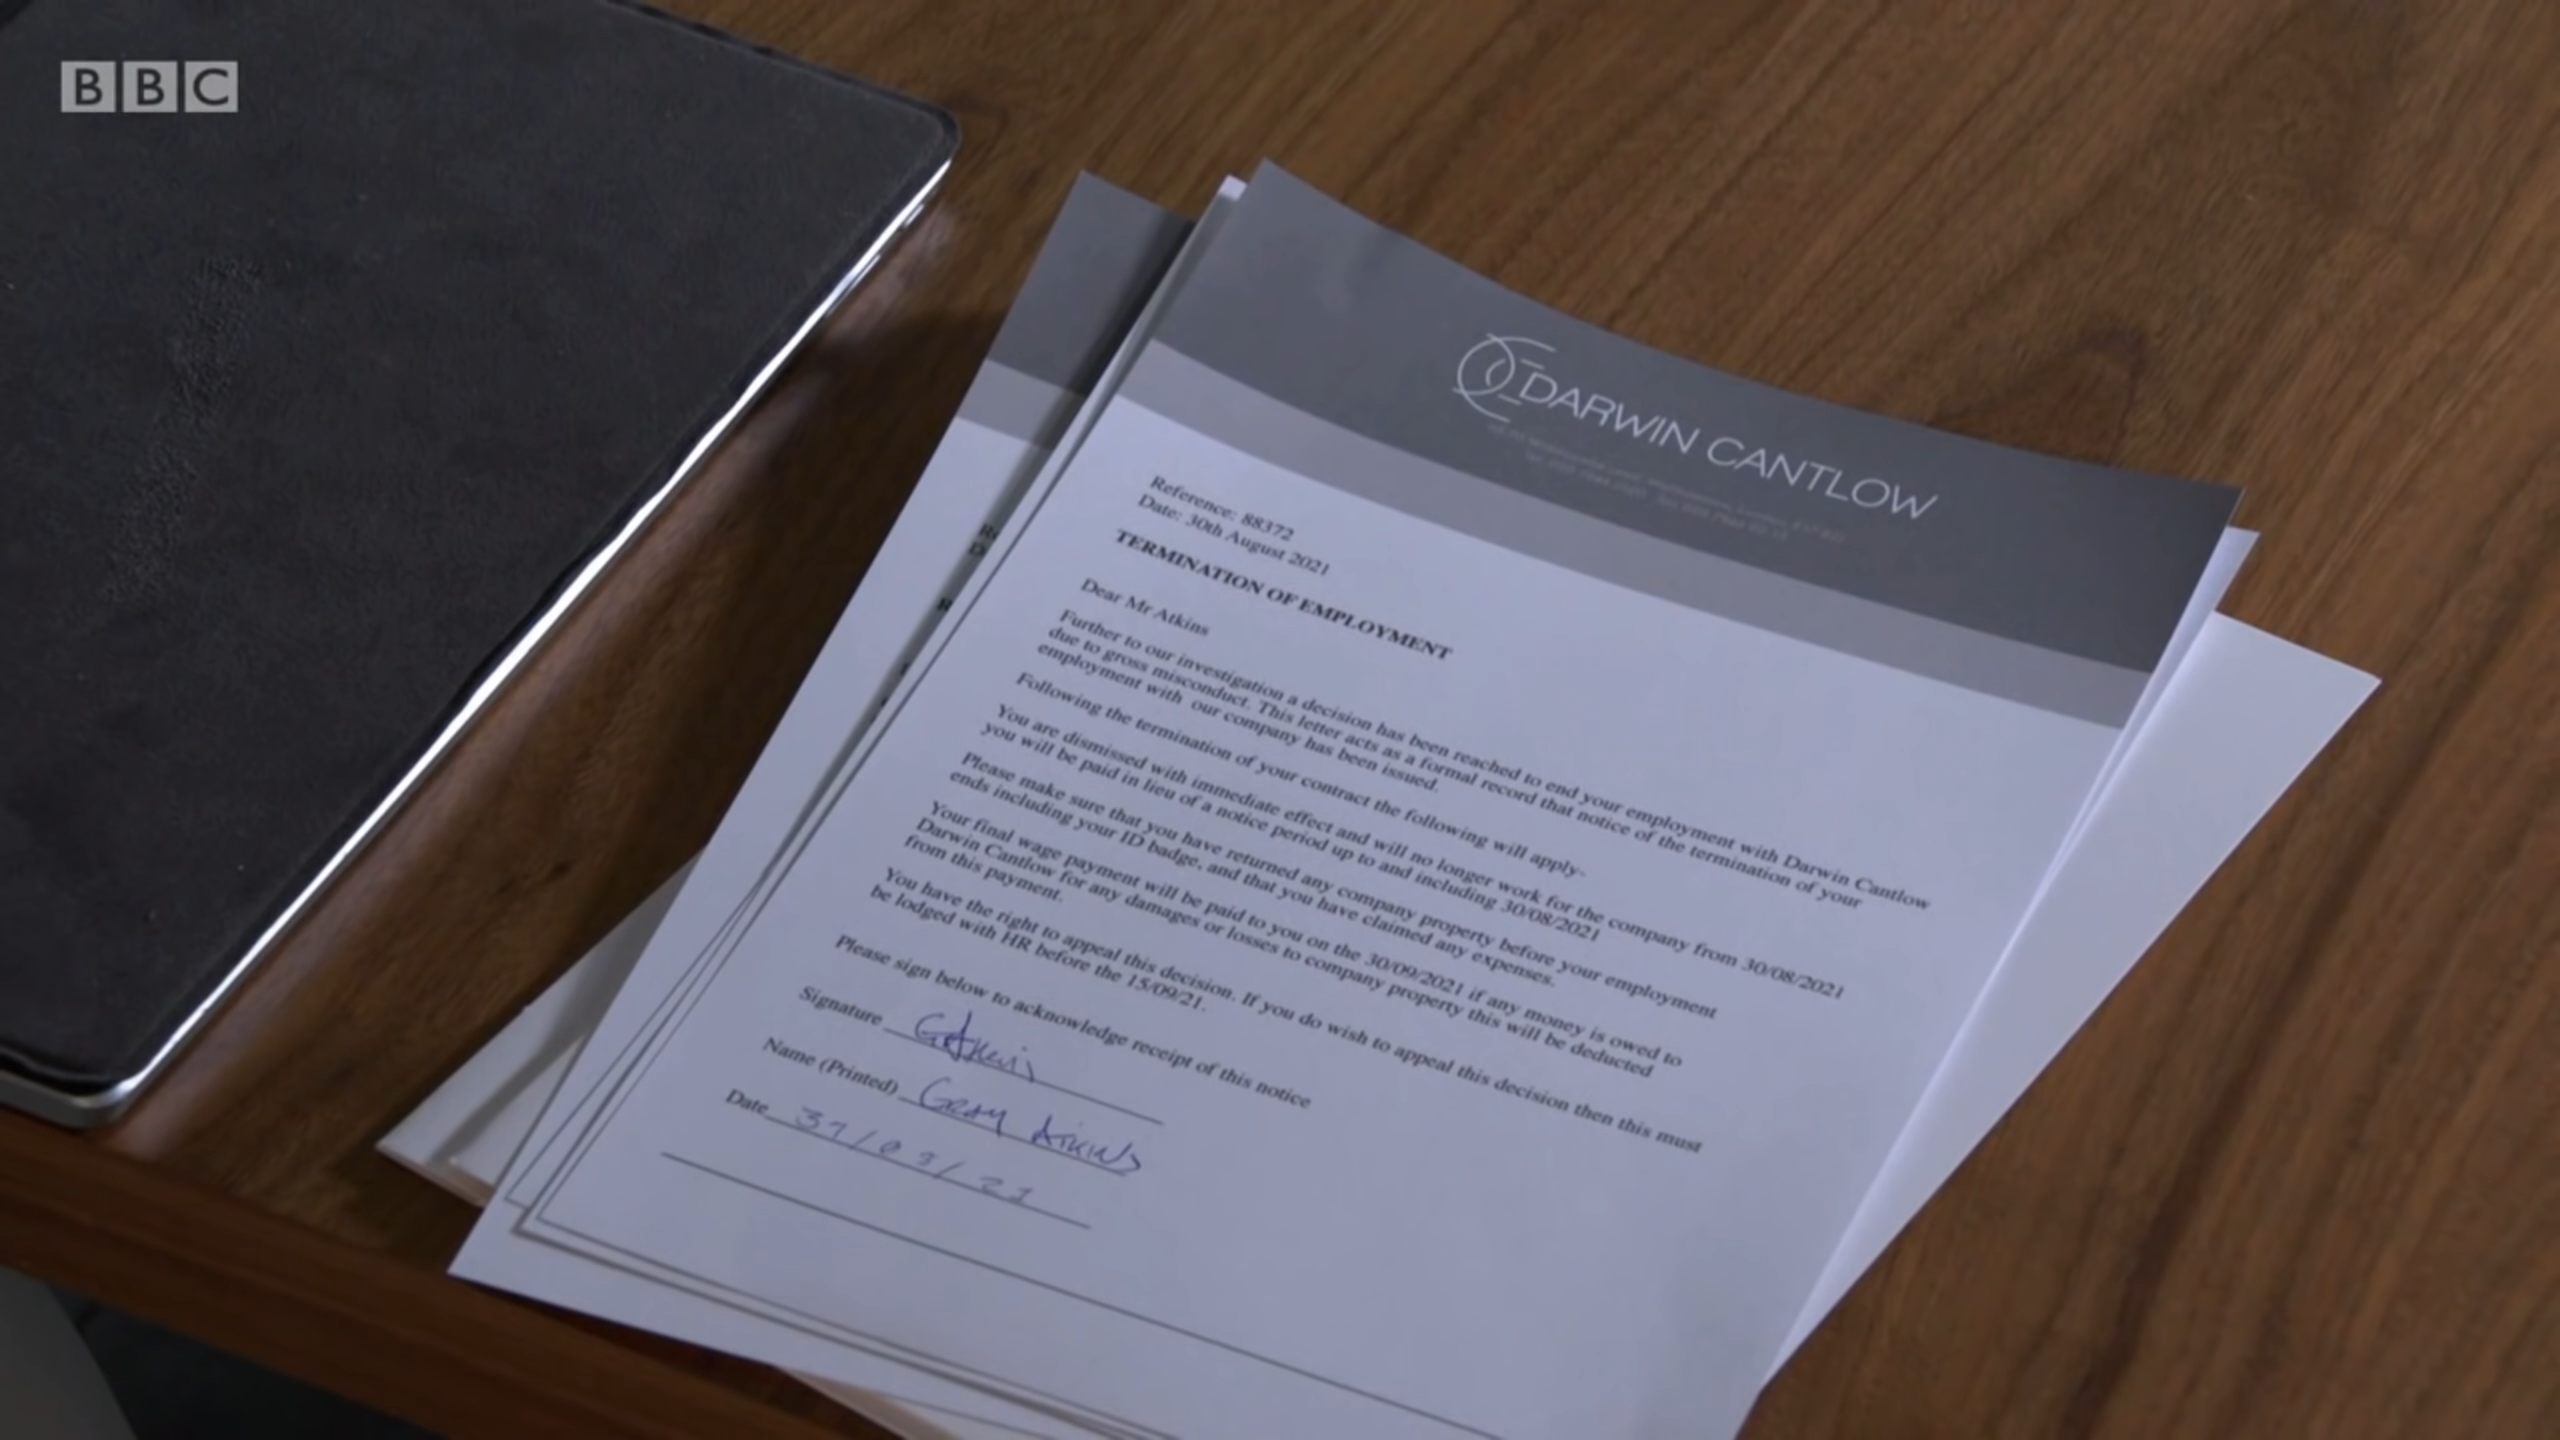 BBC
DARWIN CANTLOW
Reference: 88372
Date: 30th August 2021
TERMINATION OF EMPLOYMENT
Dear Mr Atkins
Further to our investigation a decision has been reached to end your employment with Darwin Cantlow
due to gross misconduct. This letter acts as a formal record that notice of the termination of your
employment with our company has been issued.
Following the termination of your contract the following will apply-
You are dismissed with immediate effect and will no longer work for the company from 30/08/2021
you will be paid in lieu of a notice period up to and including 30/08/2021
Please make sure that you have returned any company property before your employment
ends including your ID badge, and that you have claimed any expenses.
Your final wage payment will be paid to you on the 30/09/2021 if any money is owed to
Darwin Cantlow for any damages or losses to company property this will be deducted
from this payment.
You have the right to appeal this decision. If you do wish to appeal this decision then this must
be lodged with HR before the 15/09/21.
Please sign below to acknowledge receipt of this notice
Signature GAtkins
Name (Printed) Gray Atkins
Date